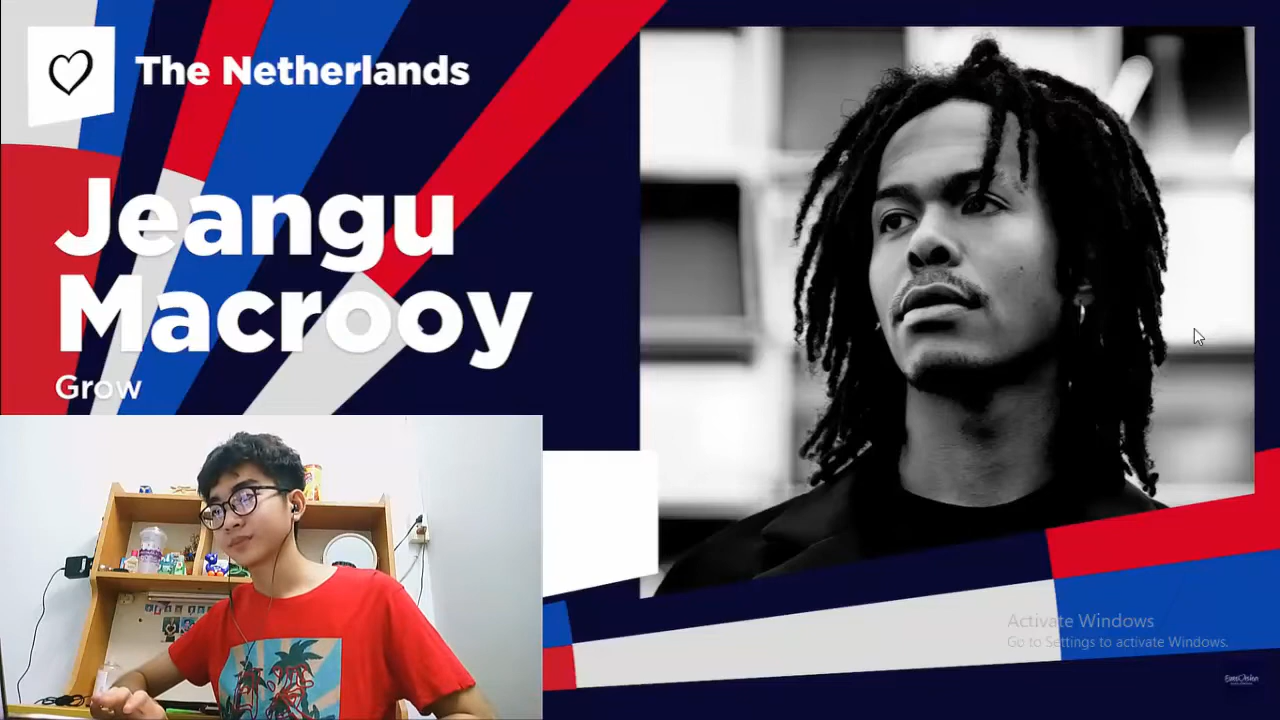 The Netherlands
Jeangu
Macrooy
Grow
Activate Windows
Go to Settings to activate Windows.